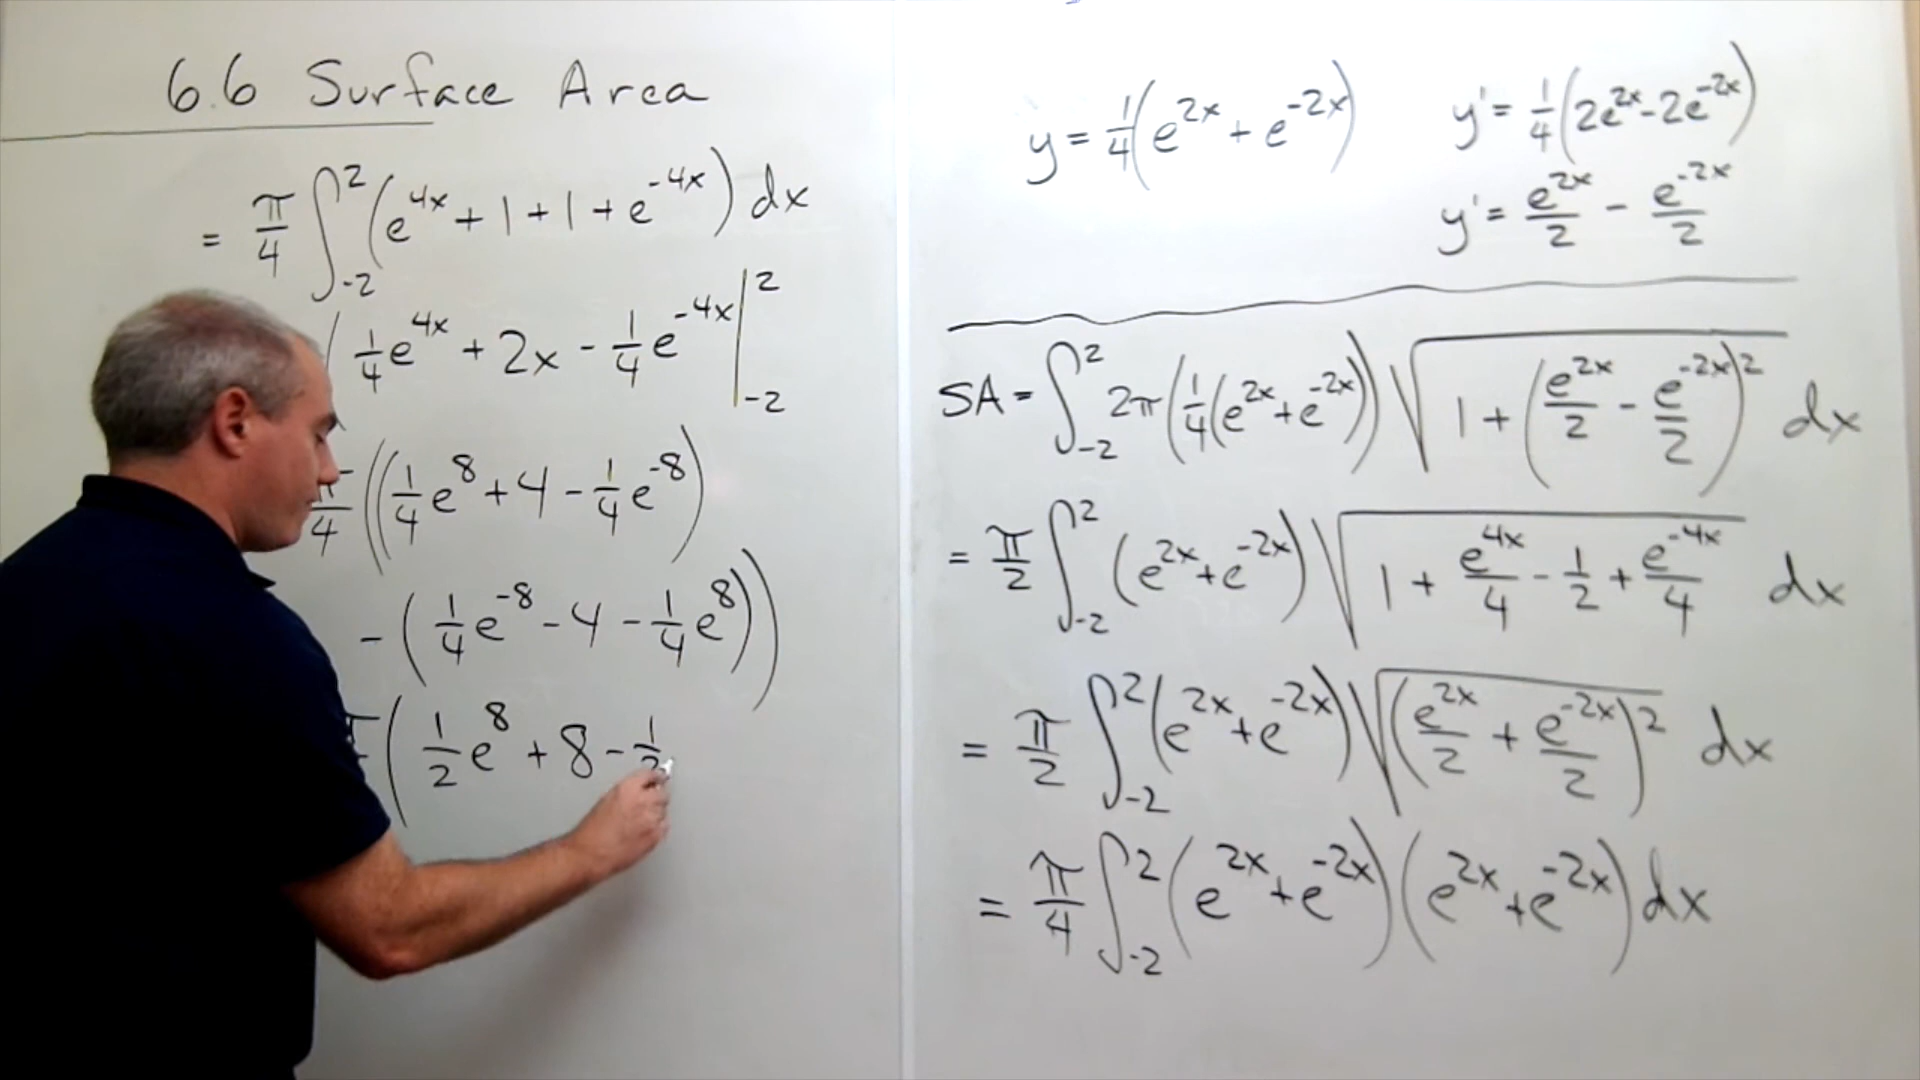 6.6 Surface Area
= π/4 ∫_{-2}^{2} (e^{4x} + 1 + 1 + e^{-4x}) dx
( 1/4 e^{4x} + 2x - 1/4 e^{-4x} |_{-2}^{2}
π/4 ((1/4 e^{8} + 4 - 1/4 e^{-8})
- (1/4 e^{-8} - 4 - 1/4 e^{8}))
( 1/2 e^{8} + 8 - 1/2
y = 1/4 (e^{2x} + e^{-2x})
y' = 1/4 (2e^{2x} - 2e^{-2x})
y' = e^{2x}/2 - e^{-2x}/2
SA = ∫_{-2}^{2} 2π (1/4 (e^{2x} + e^{-2x})) √(1 + (e^{2x}/2 - e^{-2x}/2)^2) dx
= π/2 ∫_{-2}^{2} (e^{2x} + e^{-2x}) √(1 + e^{4x}/4 - 1/2 + e^{-4x}/4) dx
= π/2 ∫_{-2}^{2} (e^{2x} + e^{-2x}) √((e^{2x}/2 + e^{-2x}/2)^2) dx
= π/4 ∫_{-2}^{2} (e^{2x} + e^{-2x}) (e^{2x} + e^{-2x}) dx